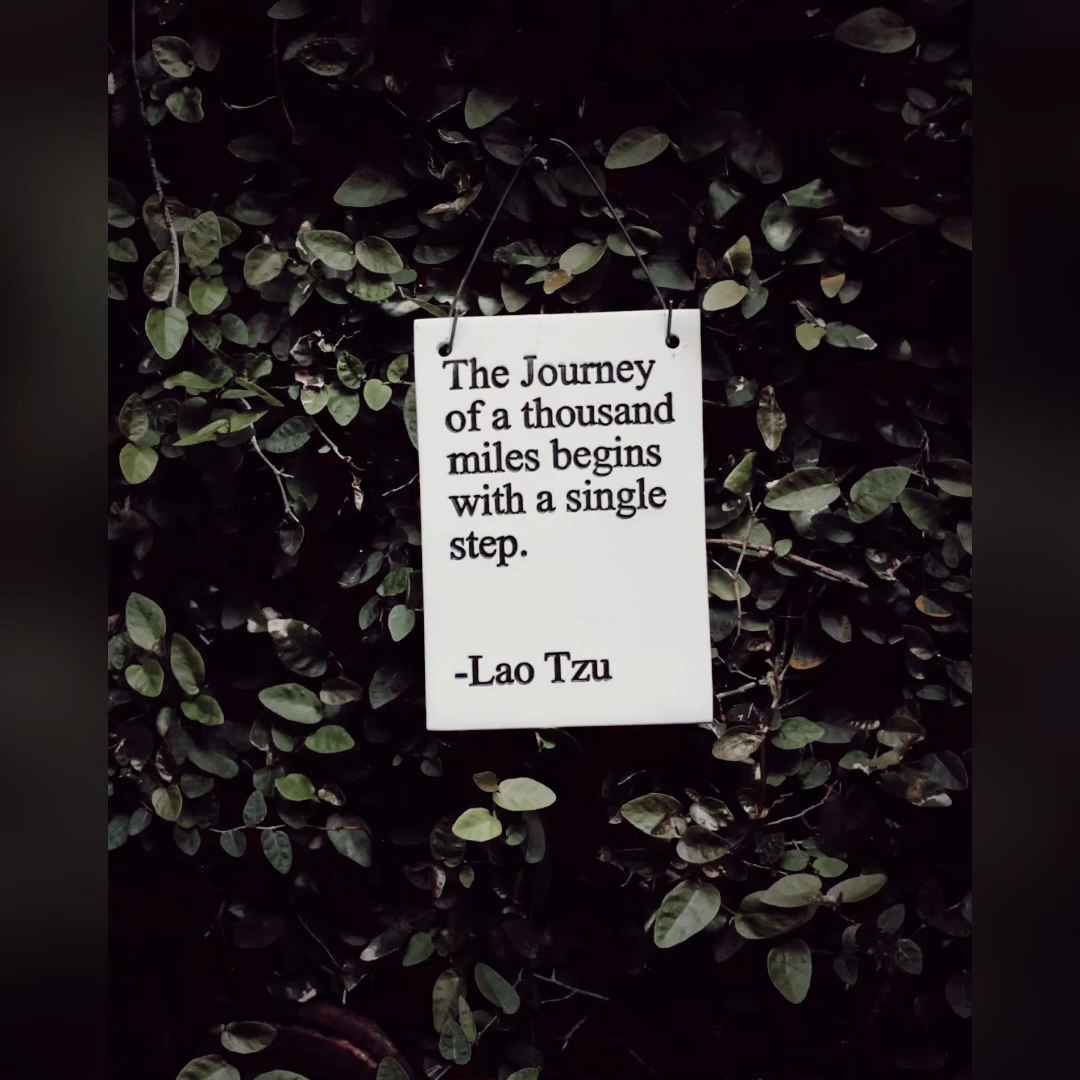 The Journey
of a thousand
miles begins
with a single
step.
-Lao Tzu